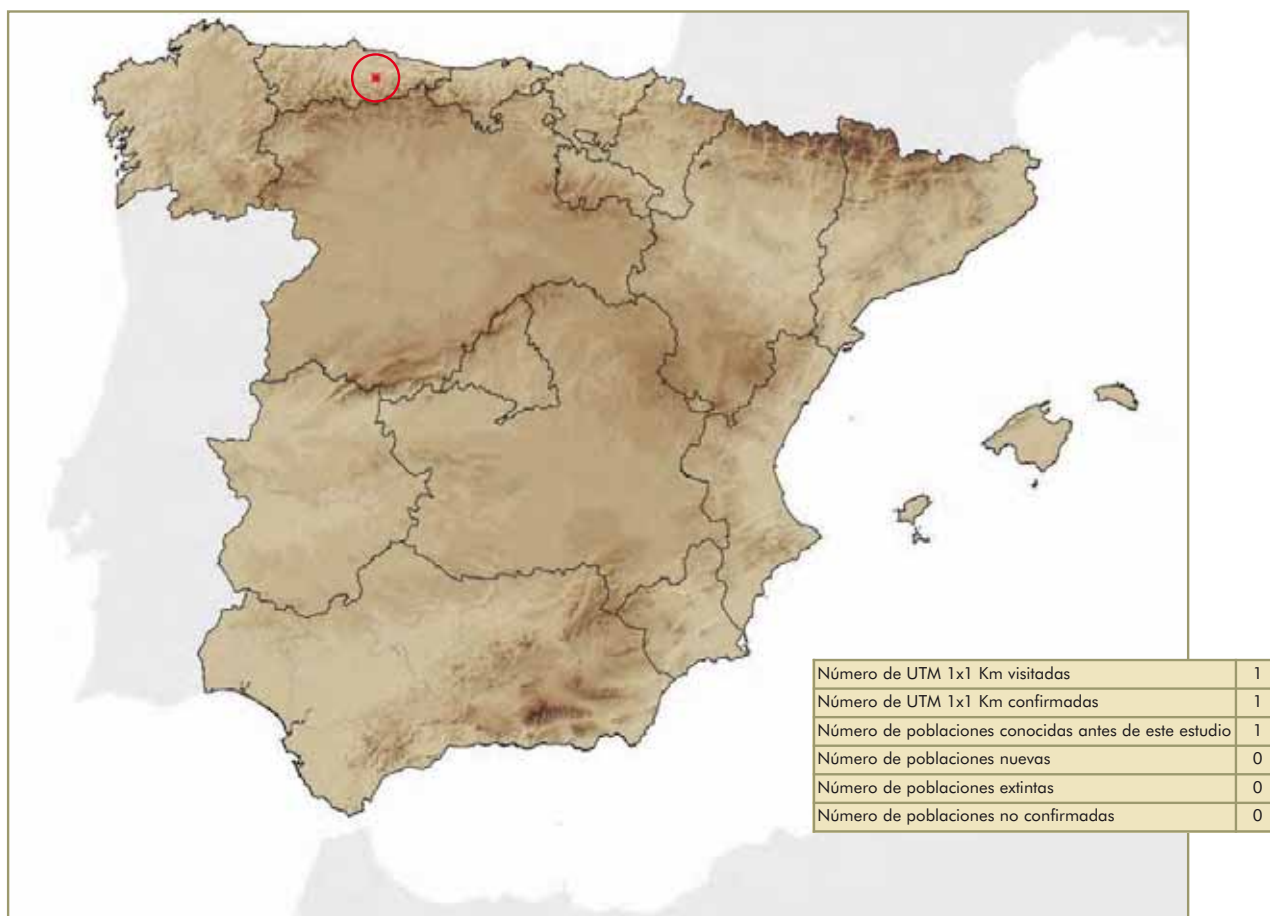 Número de UTM 1x1 Km visitadas 1
Número de UTM 1x1 Km confirmadas 1
Número de poblaciones conocidas antes de este estudio 1
Número de poblaciones nuevas 0
Número de poblaciones extintas 0
Número de poblaciones no confirmadas 0